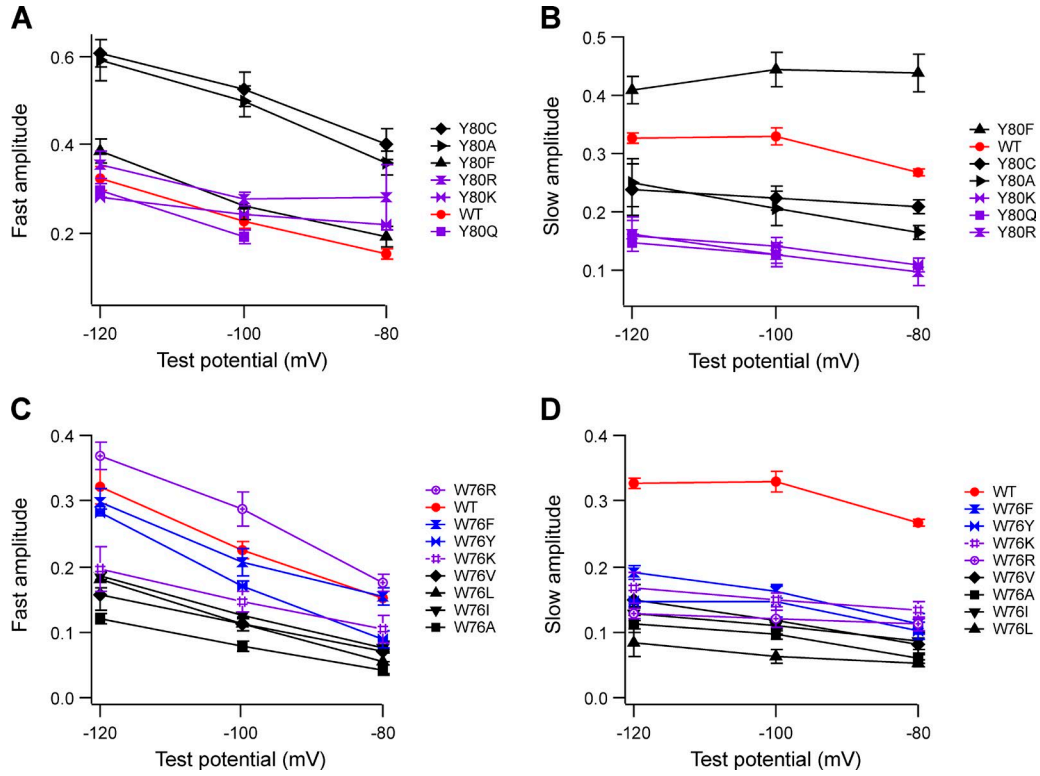 A
Fast amplitude
0.6
0.4
0.2
-120
-100
-80
Test potential (mV)
Y80C
Y80A
Y80F
Y80R
Y80K
WT
Y80Q
B
Slow amplitude
0.5
0.4
0.3
0.2
0.1
-120
-100
-80
Test potential (mV)
Y80F
WT
Y80C
Y80A
Y80K
Y80Q
Y80R
C
Fast amplitude
0.4
0.3
0.2
0.1
0.0
-120
-100
-80
Test potential (mV)
W76R
WT
W76F
W76Y
W76K
W76V
W76L
W76I
W76A
D
Slow amplitude
0.4
0.3
0.2
0.1
0.0
-120
-100
-80
Test potential (mV)
WT
W76F
W76Y
W76K
W76R
W76V
W76A
W76I
W76L